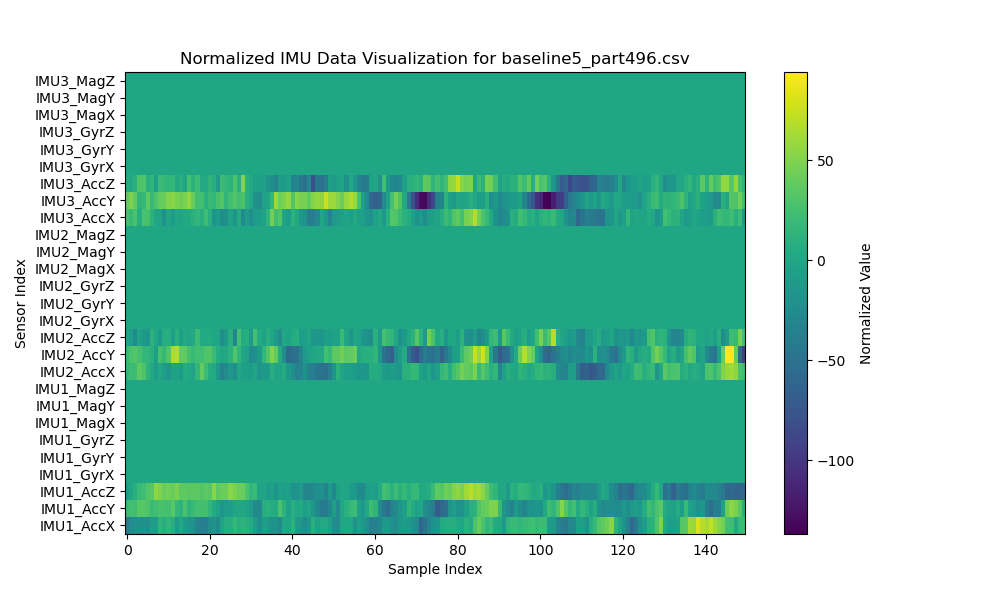 Normalized IMU Data Visualization for baseline5_part496.csv
IMU3_MagZ
IMU3_MagY
IMU3_MagX
IMU3_GyrZ
IMU3_GyrY
IMU3_GyrX
IMU3_AccZ
IMU3_AccY
IMU3_AccX
IMU2_MagZ
IMU2_MagY
IMU2_MagX
IMU2_GyrZ
IMU2_GyrY
IMU2_GyrX
IMU2_AccZ
IMU2_AccY
IMU2_AccX
IMU1_MagZ
IMU1_MagY
IMU1_MagX
IMU1_GyrZ
IMU1_GyrY
IMU1_GyrX
IMU1_AccZ
IMU1_AccY
IMU1_AccX
Sensor Index
0 20 40 60 80 100 120 140
Sample Index
50
0
−50
−100
Normalized Value